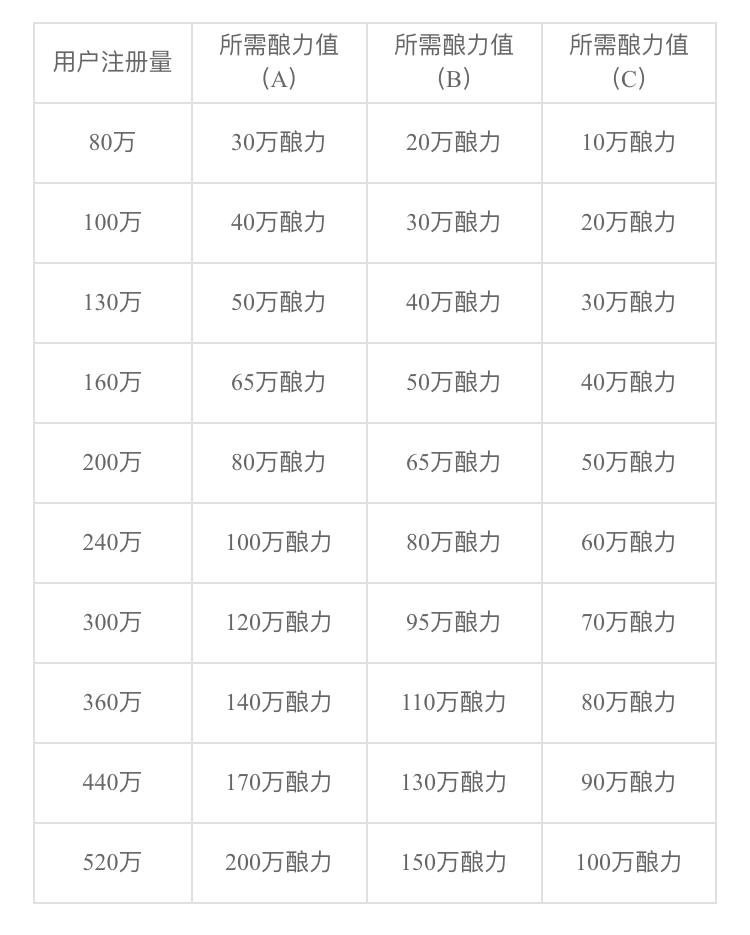 用户注册量 所需酿力值（A） 所需酿力值（B） 所需酿力值（C）
80万 30万酿力 20万酿力 10万酿力
100万 40万酿力 30万酿力 20万酿力
130万 50万酿力 40万酿力 30万酿力
160万 65万酿力 50万酿力 40万酿力
200万 80万酿力 65万酿力 50万酿力
240万 100万酿力 80万酿力 60万酿力
300万 120万酿力 95万酿力 70万酿力
360万 140万酿力 110万酿力 80万酿力
440万 170万酿力 130万酿力 90万酿力
520万 200万酿力 150万酿力 100万酿力